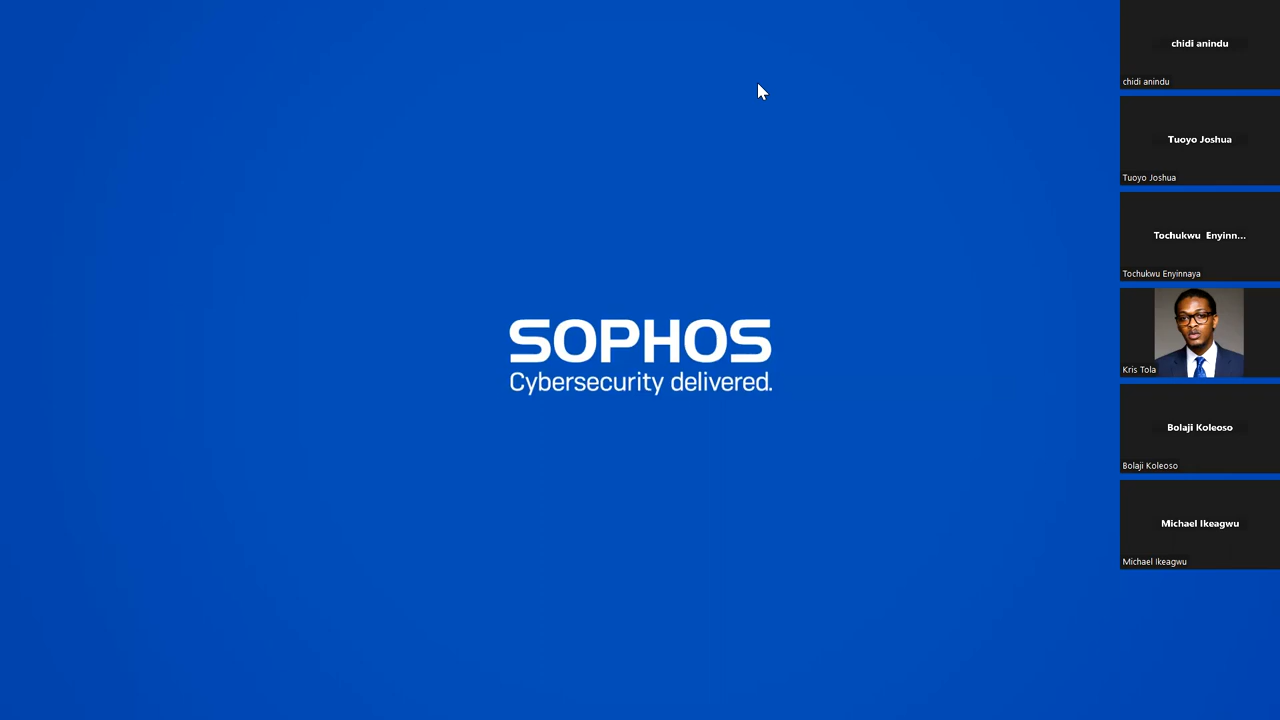 SOPHOS
Cybersecurity delivered.
chidi anindu
chidi anindu
Tuoyo Joshua
Tuoyo Joshua
Tochukwu Enyinn...
Tochukwu Enyinnaya
Kris Tola
Bolaji Koleoso
Bolaji Koleoso
Michael Ikeagwu
Michael Ikeagwu